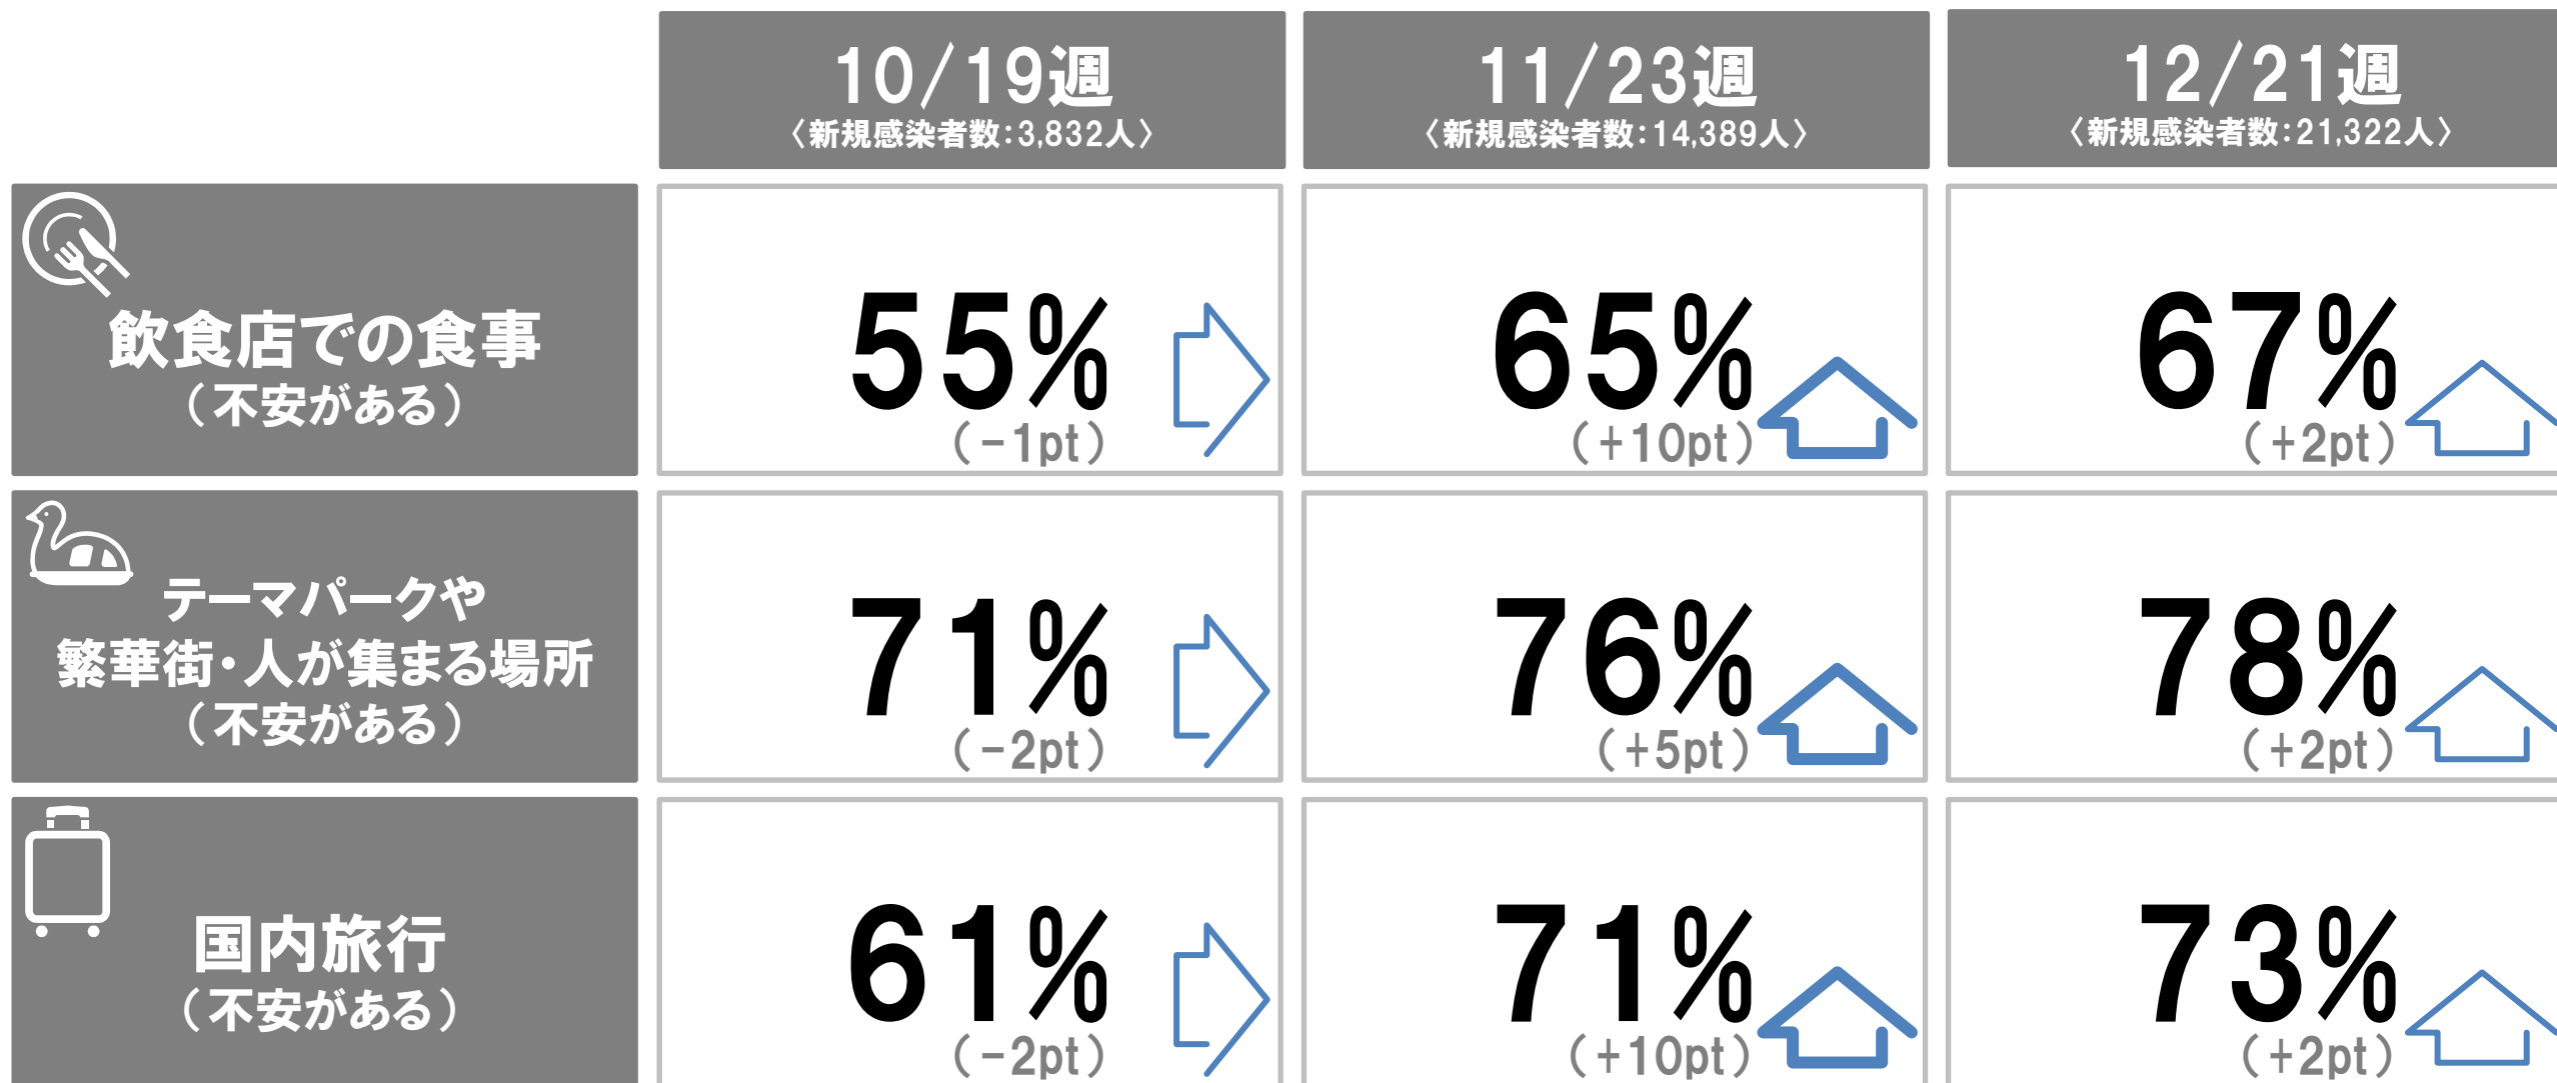 10/19週
〈新規感染者数：3,832人〉
11/23週
〈新規感染者数：14,389人〉
12/21週
〈新規感染者数：21,322人〉
飲食店での食事
（不安がある）
55%
（-1pt）
65%
（+10pt）
67%
（+2pt）
テーマパークや
繁華街・人が集まる場所
（不安がある）
71%
（-2pt）
76%
（+5pt）
78%
（+2pt）
国内旅行
（不安がある）
61%
（-2pt）
71%
（+10pt）
73%
（+2pt）